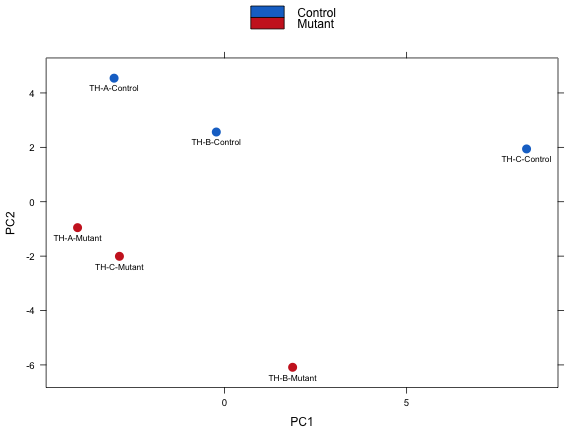 Control
Mutant
TH-A-Control
TH-B-Control
TH-C-Control
TH-A-Mutant
TH-C-Mutant
TH-B-Mutant
4
2
0
-2
-4
-6
PC2
0
5
PC1